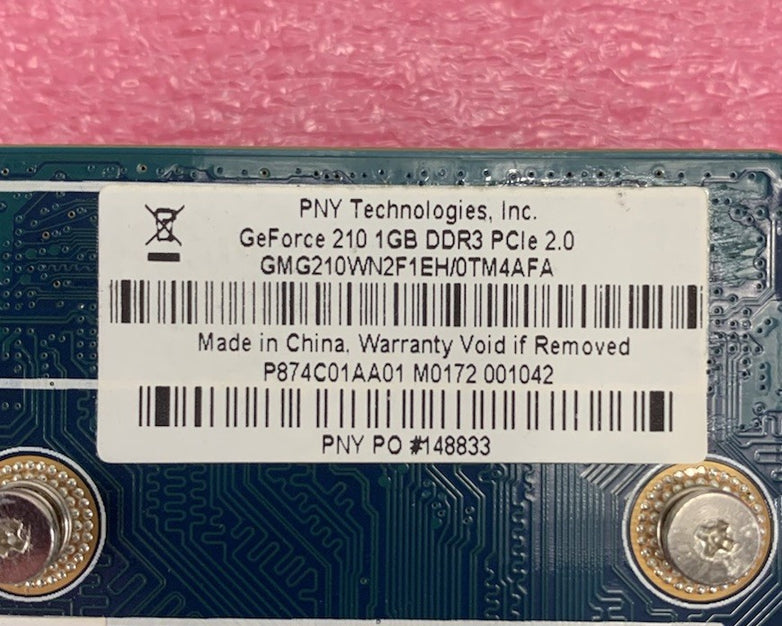 PNY Technologies, Inc.
GeForce 210 1GB DDR3 PCIe 2.0
GMG210WN2F1EH/0TM4AFA
Made in China. Warranty Void if Removed
P874C01AA01 M0172 001042
PNY PO #148833